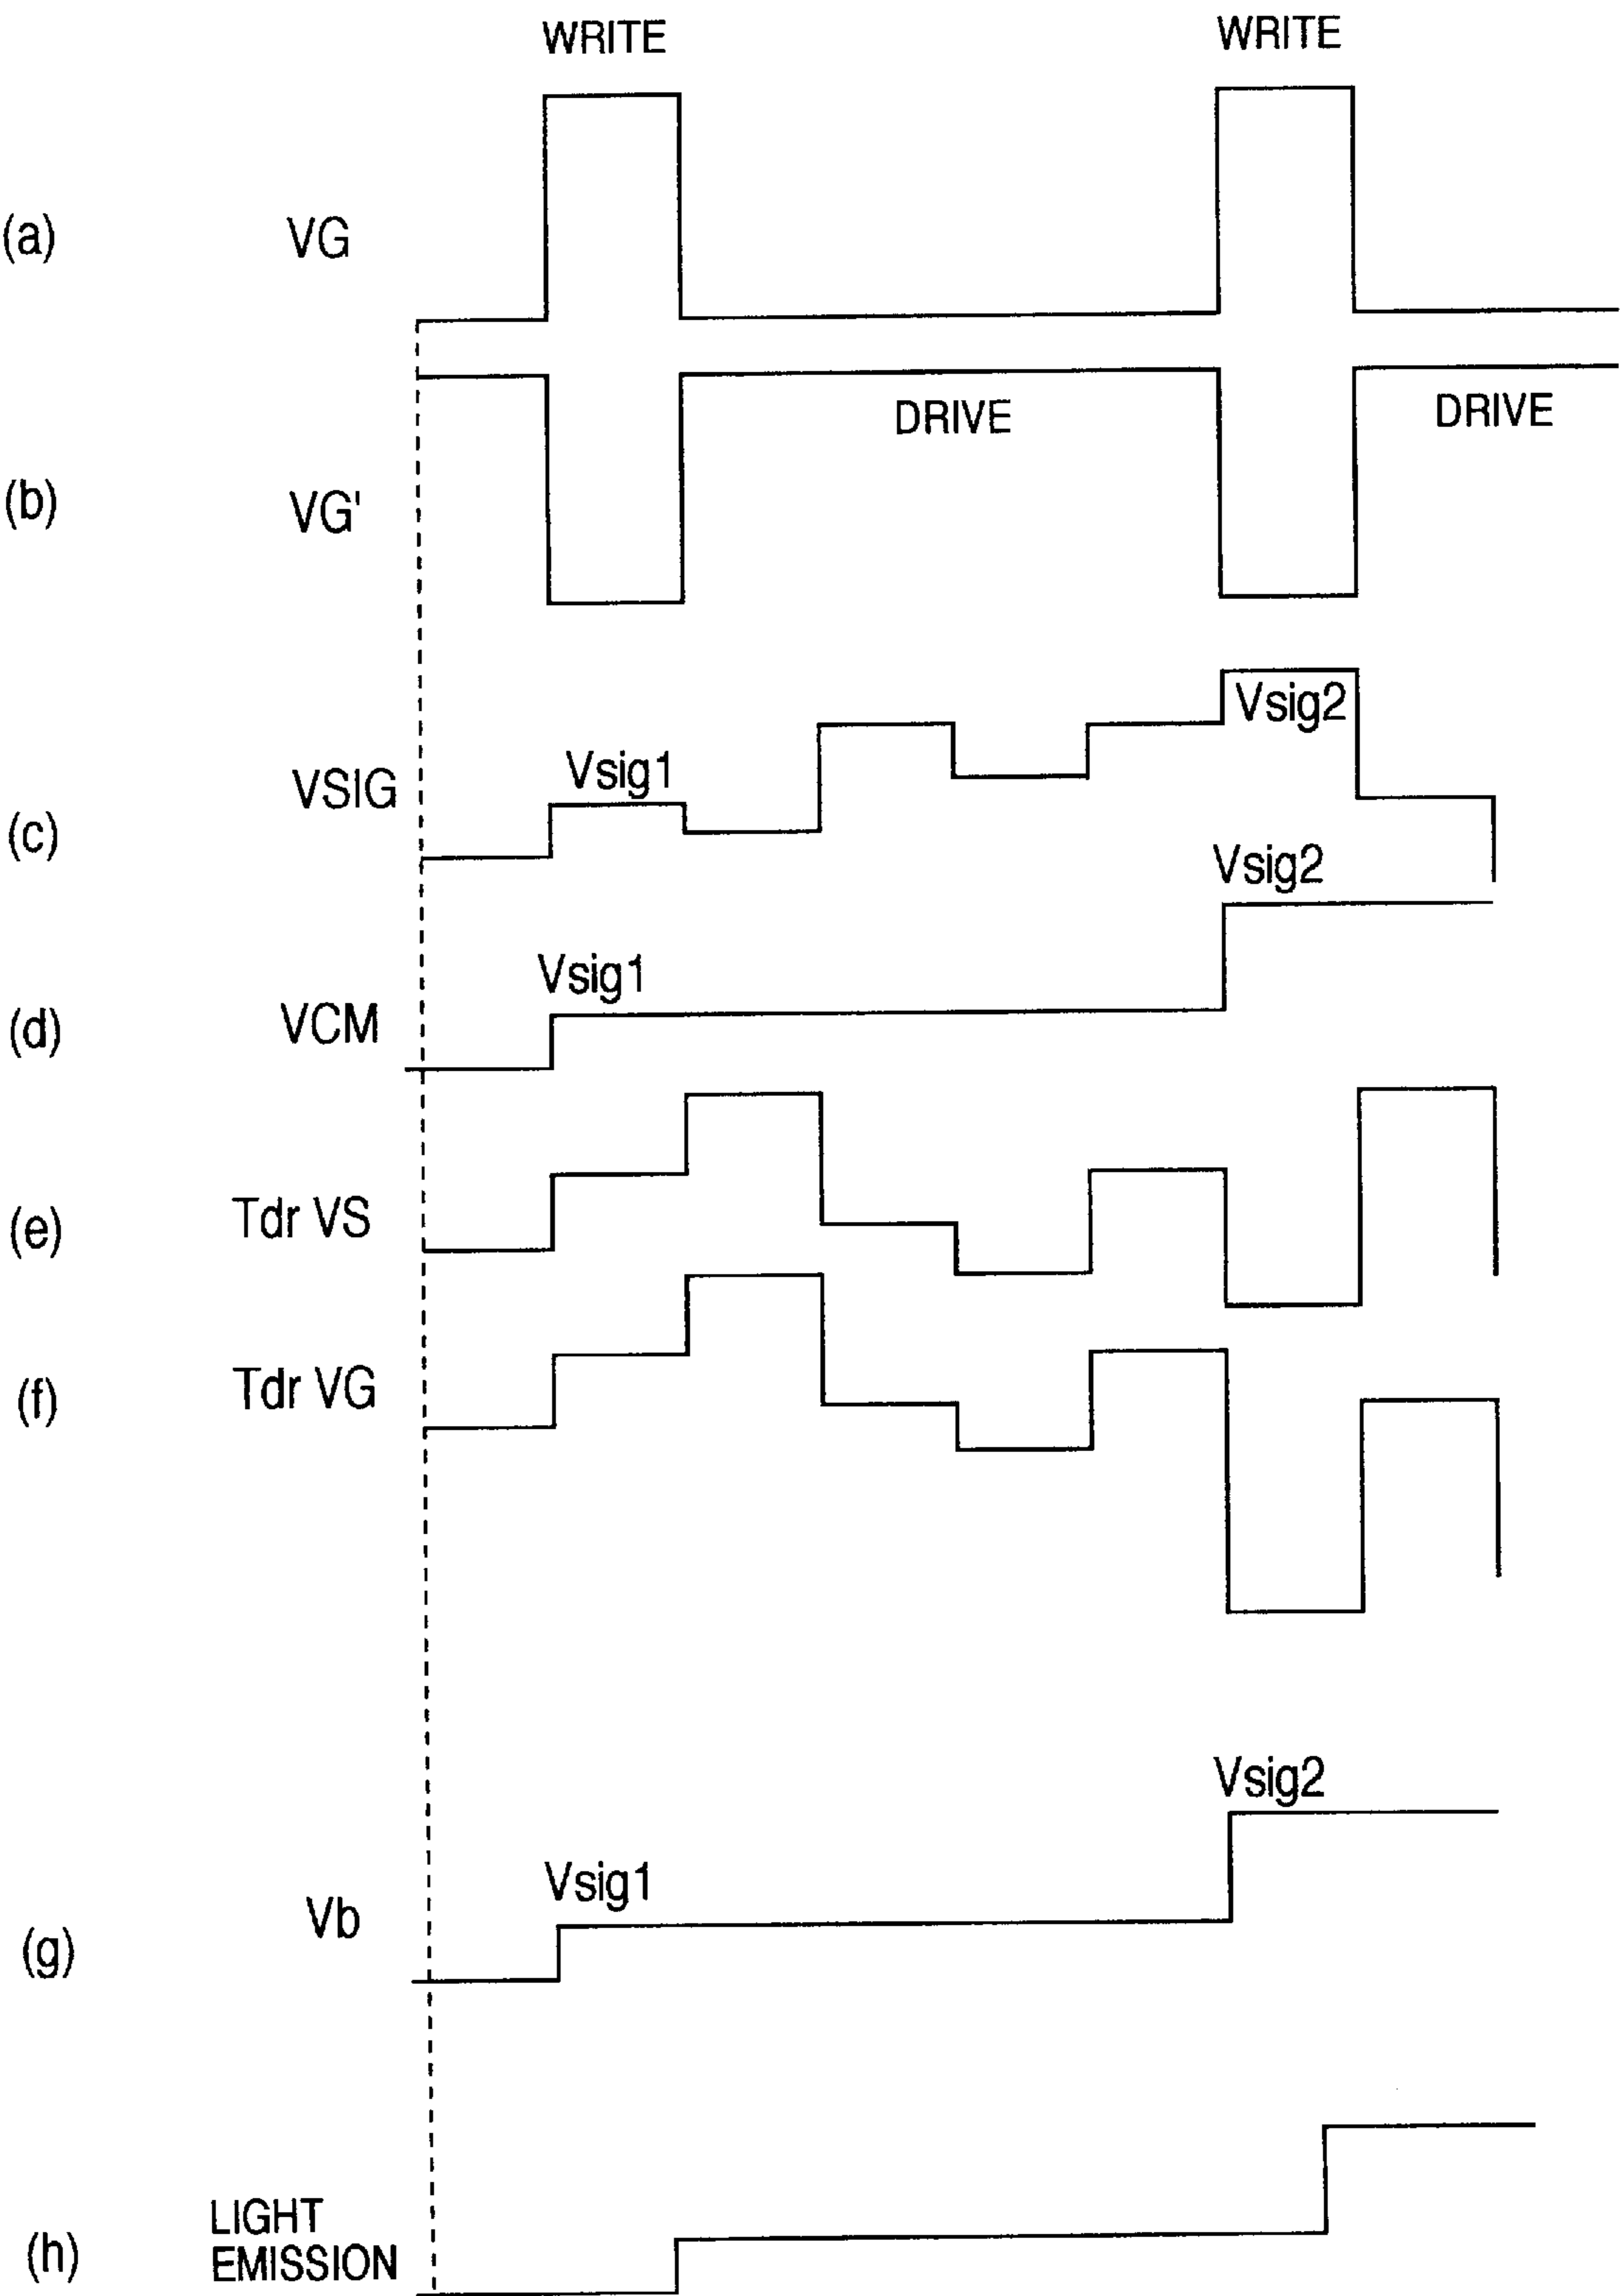 WRITE WRITE
(a) VG
DRIVE DRIVE
(b) VG'
Vsig2
Vsig1
(c) VSIG
Vsig2
Vsig1
(d) VCM
(e) Tdr VS
(f) Tdr VG
Vsig2
Vsig1
(g) Vb
(h) LIGHT
EMISSION